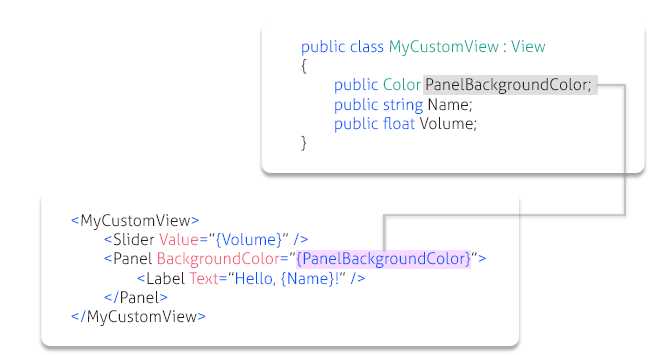 public class MyCustomView : View
{
public Color PanelBackgroundColor;
public string Name;
public float Volume;
}
<MyCustomView>
<Slider Value=“{Volume}” />
<Panel BackgroundColor=“{PanelBackgroundColor}“>
<Label Text=“Hello, {Name}!” />
</Panel>
</MyCustomView>